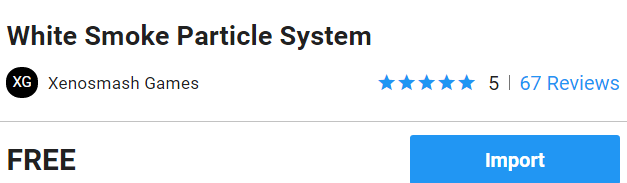 White Smoke Particle System
XG Xenosmash Games 5 | 67 Reviews
FREE Import